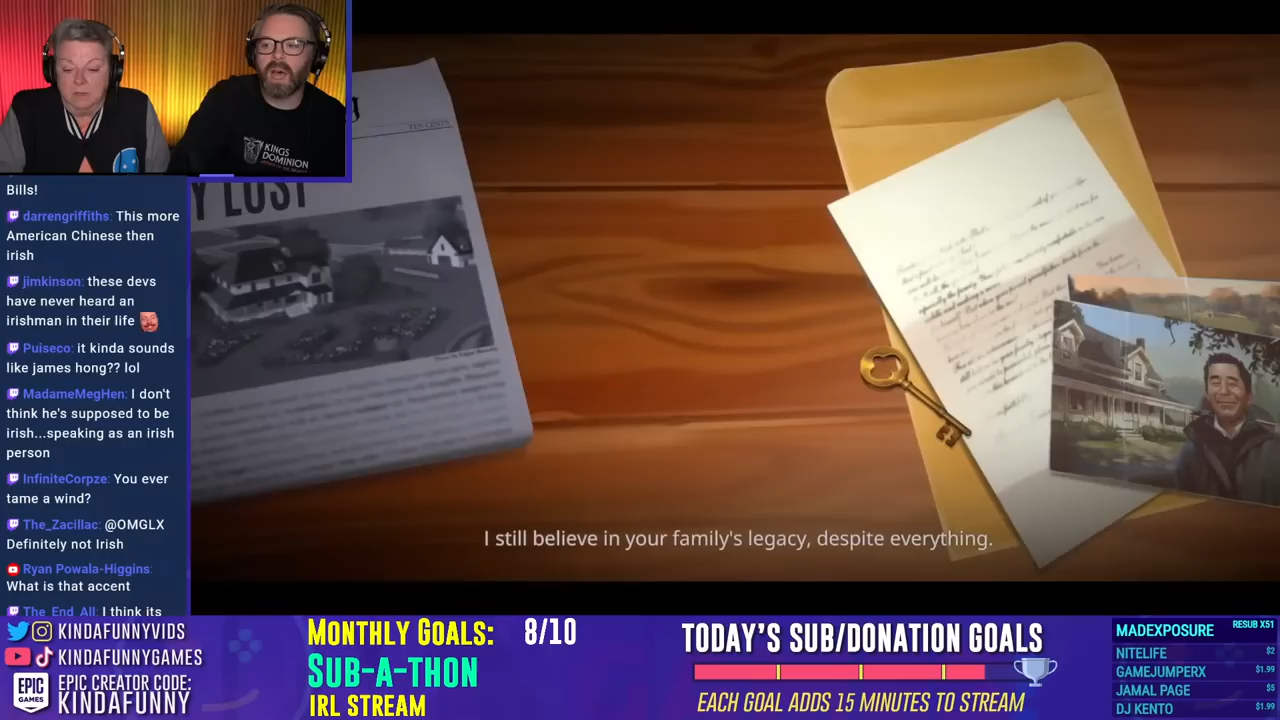 KINGS
DOMINION
TEN CENTS
Y LOST
Bills!
darrengriffiths: This more
American Chinese then
irish
jimkinson: these devs
have never heard an
irishman in their life
Puiseco: it kinda sounds
like james hong?? lol
MadameMegHen: I don't
think he's supposed to be
irish...speaking as an irish
person
InfiniteCorpze: You ever
tame a wind?
The_Zacillac: @OMGLX
Definitely not Irish
Ryan Powala-Higgins:
What is that accent
The_End_All: I think its
I still believe in your family's legacy, despite everything.
KINDAFUNNYVIDS
KINDAFUNNYGAMES
EPIC
GAMES
EPIC CREATOR CODE:
KINDAFUNNY
MONTHLY GOALS: 8/10
SUB-A-THON
IRL STREAM
TODAY'S SUB/DONATION GOALS
EACH GOAL ADDS 15 MINUTES TO STREAM
MADEXPOSURE RESUB X51
NITELIFE $2
GAMEJUMPERX $1.99
JAMAL PAGE $5
DJ KENTO $1.99